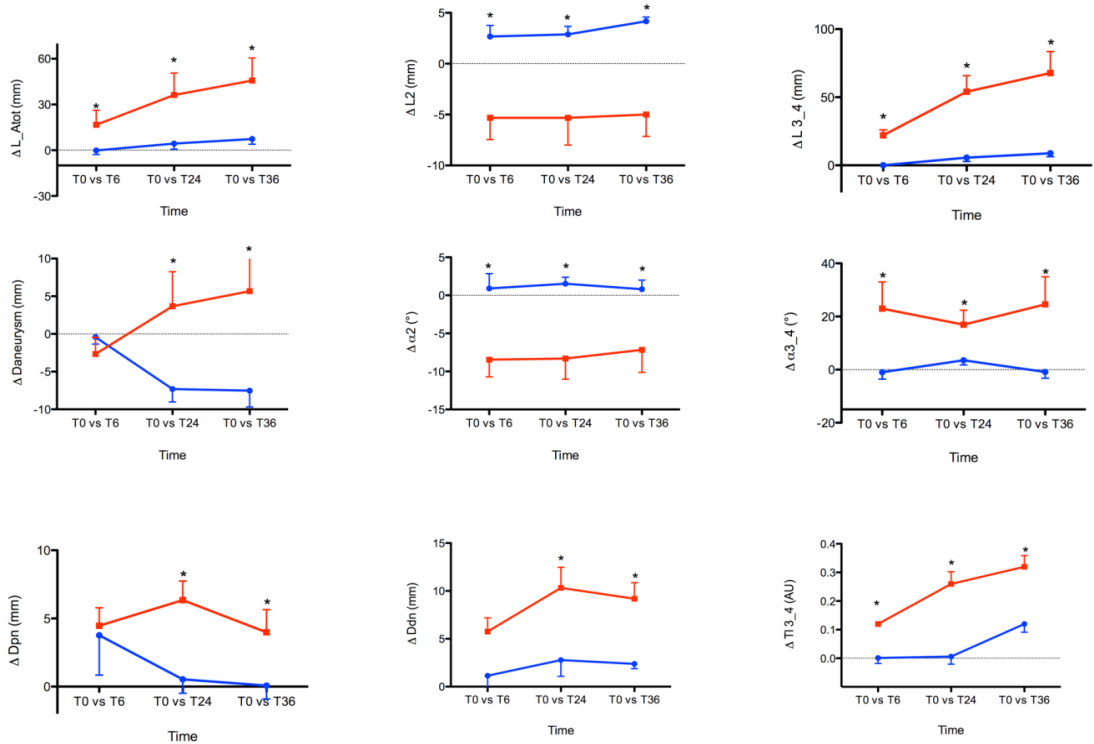 Δ L_Atot (mm)
60
30
0
-30
* * *
T0 vs T6 T0 vs T24 T0 vs T36
Time
Δ L2 (mm)
5
0
-5
-10
* * *
T0 vs T6 T0 vs T24 T0 vs T36
Time
Δ L 3_4 (mm)
100
50
0
* * *
T0 vs T6 T0 vs T24 T0 vs T36
Time
Δ Daneurysm (mm)
10
5
0
-5
-10
* *
T0 vs T6 T0 vs T24 T0 vs T36
Time
Δ α2 (°)
5
0
-5
-10
-15
* * *
T0 vs T6 T0 vs T24 T0 vs T36
Time
Δ α3_4 (°)
40
20
0
-20
* * *
T0 vs T6 T0 vs T24 T0 vs T36
Time
Δ Dpn (mm)
10
5
0
* *
T0 vs T6 T0 vs T24 T0 vs T36
Time
Δ Ddn (mm)
15
10
5
0
* *
T0 vs T6 T0 vs T24 T0 vs T36
Time
Δ TI 3_4 (AU)
0.4
0.3
0.2
0.1
0.0
* * *
T0 vs T6 T0 vs T24 T0 vs T36
Time